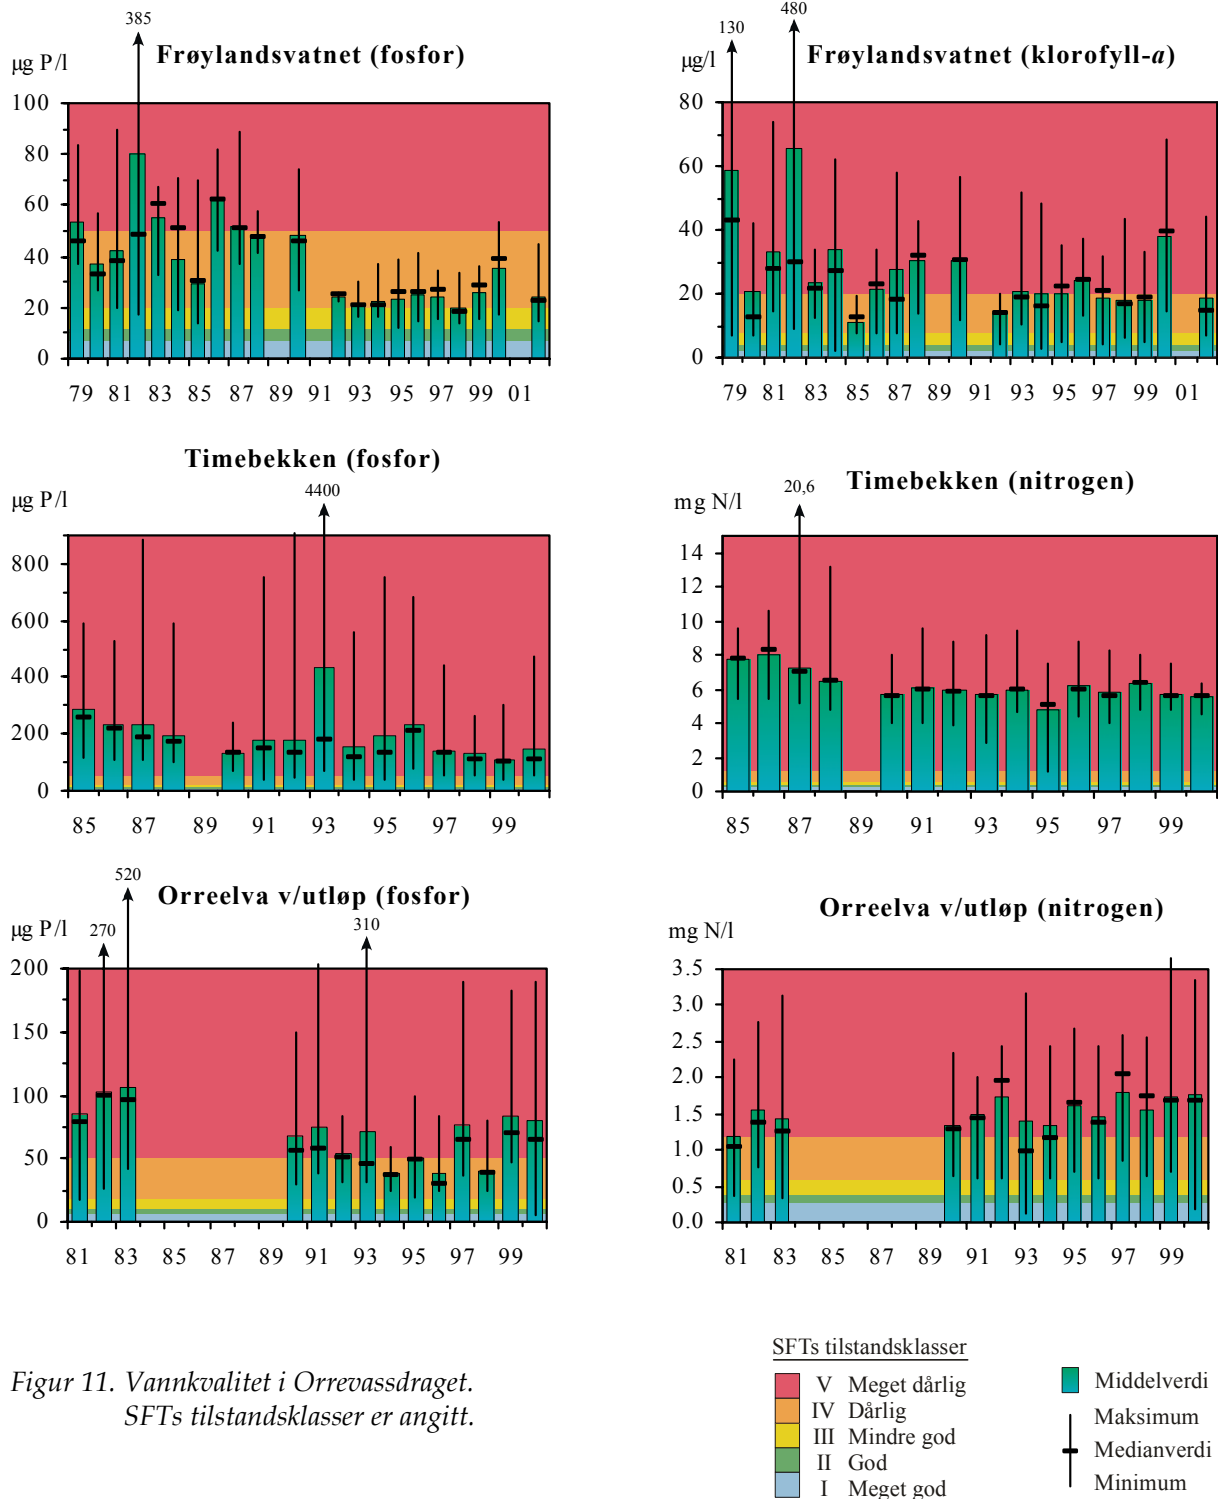 385
Frøylandsvatnet (fosfor)
µg P/l
100
80
60
40
20
0
79 81 83 85 87 89 91 93 95 97 99 01
480
130
Frøylandsvatnet (klorofyll-a)
µg/l
80
60
40
20
0
79 81 83 85 87 89 91 93 95 97 99 01
Timebekken (fosfor)
4400
µg P/l
800
600
400
200
0
85 87 89 91 93 95 97 99
Timebekken (nitrogen)
20,6
mg N/l
14
12
10
8
6
4
2
0
85 87 89 91 93 95 97 99
520
Orreelva v/utløp (fosfor)
270
310
µg P/l
200
150
100
50
0
81 83 85 87 89 91 93 95 97 99
Orreelva v/utløp (nitrogen)
mg N/l
3.5
3.0
2.5
2.0
1.5
1.0
0.5
0.0
81 83 85 87 89 91 93 95 97 99
Figur 11. Vannkvalitet i Orrevassdraget.
SFTs tilstandsklasser er angitt.
SFTs tilstandsklasser
V Meget dårlig
IV Dårlig
III Mindre god
II God
I Meget god
Middelverdi
Maksimum
Medianverdi
Minimum